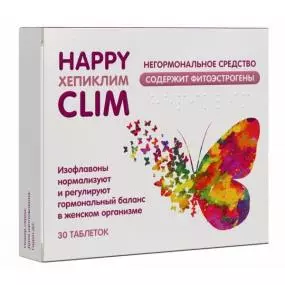 HAPPY
ХЕПИКЛИМ
CLIM
НЕГОРМОНАЛЬНОЕ СРЕДСТВО
СОДЕРЖИТ ФИТОЭСТРОГЕНЫ
Изофлавоны
нормализуют
и регулируют
гормональный баланс
в женском организме
30 ТАБЛЕТОК